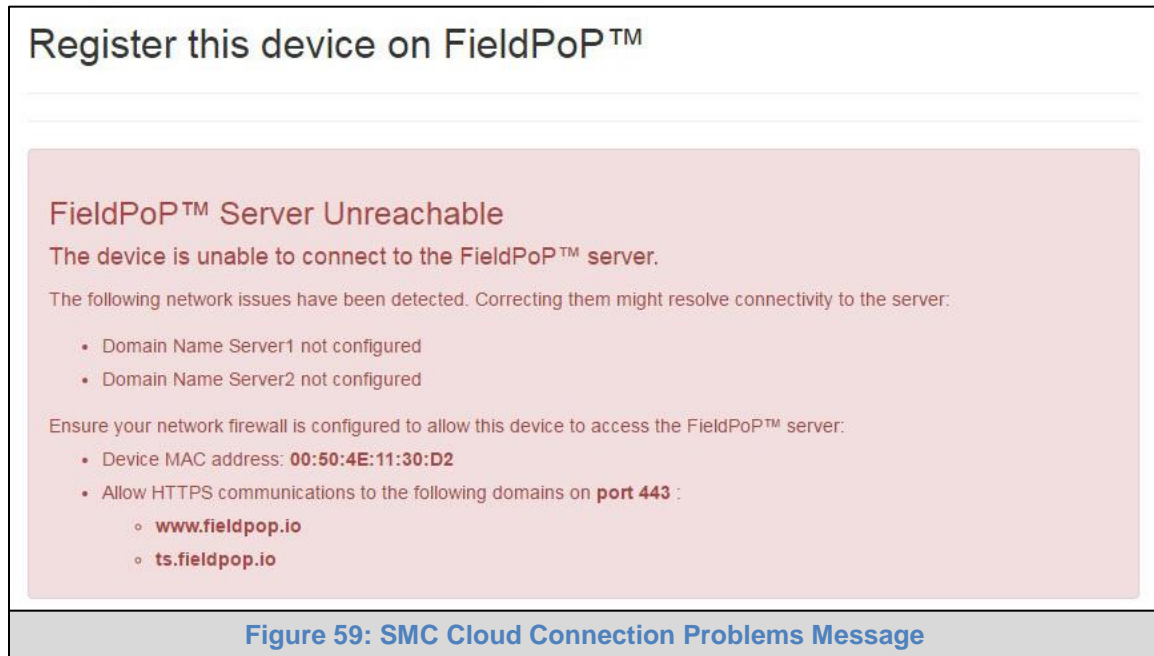 Register this device on FieldPoP™
FieldPoP™ Server Unreachable
The device is unable to connect to the FieldPoP™ server.
The following network issues have been detected. Correcting them might resolve connectivity to the server:
• Domain Name Server1 not configured
• Domain Name Server2 not configured
Ensure your network firewall is configured to allow this device to access the FieldPoP™ server:
• Device MAC address: 00:50:4E:11:30:D2
• Allow HTTPS communications to the following domains on port 443 :
◦ www.fieldpop.io
◦ ts.fieldpop.io
Figure 59: SMC Cloud Connection Problems Message